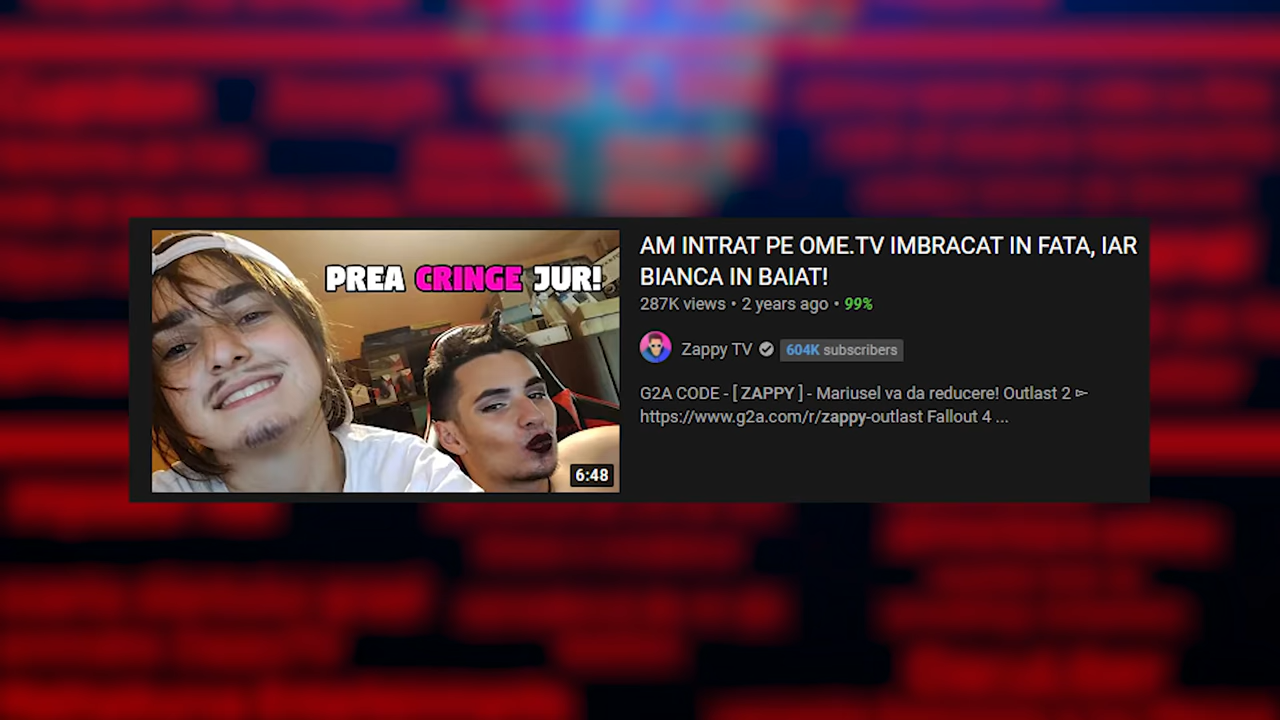 PREA CRINGE JUR!
6:48
AM INTRAT PE OME.TV IMBRACAT IN FATA, IAR
BIANCA IN BAIAT!
287K views • 2 years ago • 99%
Zappy TV 604K subscribers
G2A CODE - [ ZAPPY ] - Mariusel va da reducere! Outlast 2 ▻
https://www.g2a.com/r/zappy-outlast Fallout 4 ...